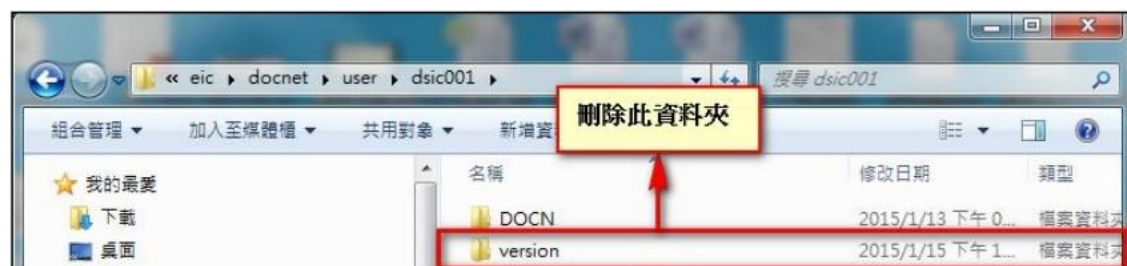 « eic ▸ docnet ▸ user ▸ dsic001 ▸
搜尋 dsic001
刪除此資料夾
組合管理 ▼ 加入至媒體櫃 ▼ 共用對象 ▼ 新增資
我的最愛
下載
桌面
名稱 修改日期 類型
DOCN 2015/1/13 下午 0... 檔案資料夾
version 2015/1/15 下午 1... 檔案資料夾